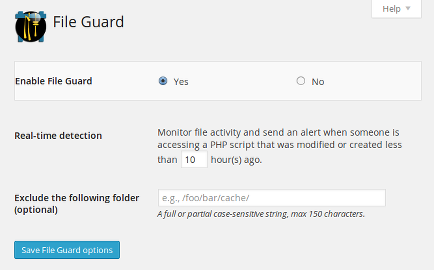 Help
File Guard
Enable File Guard Yes No
Real-time detection Monitor file activity and send an alert when someone is
accessing a PHP script that was modified or created less
than 10 hour(s) ago.
Exclude the following folder e.g., /foo/bar/cache/
(optional) A full or partial case-sensitive string, max 150 characters.
Save File Guard options